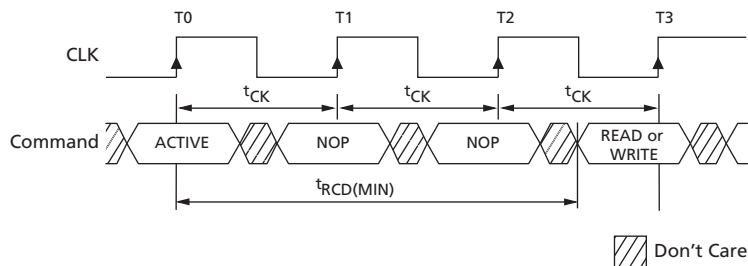 T0 T1 T2 T3
CLK
tCK tCK tCK
Command ACTIVE NOP NOP READ or
WRITE
tRCD(MIN)
Don't Care